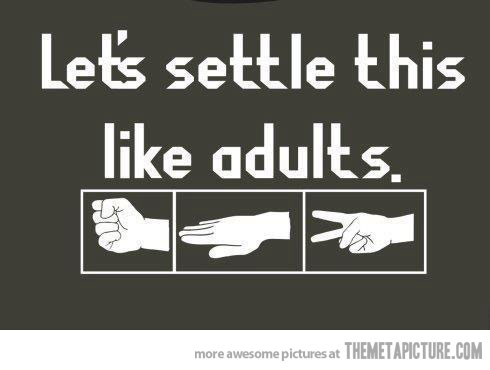 Let's settle this
like adults.
more awesome pictures at THEMETAPICTURE.COM